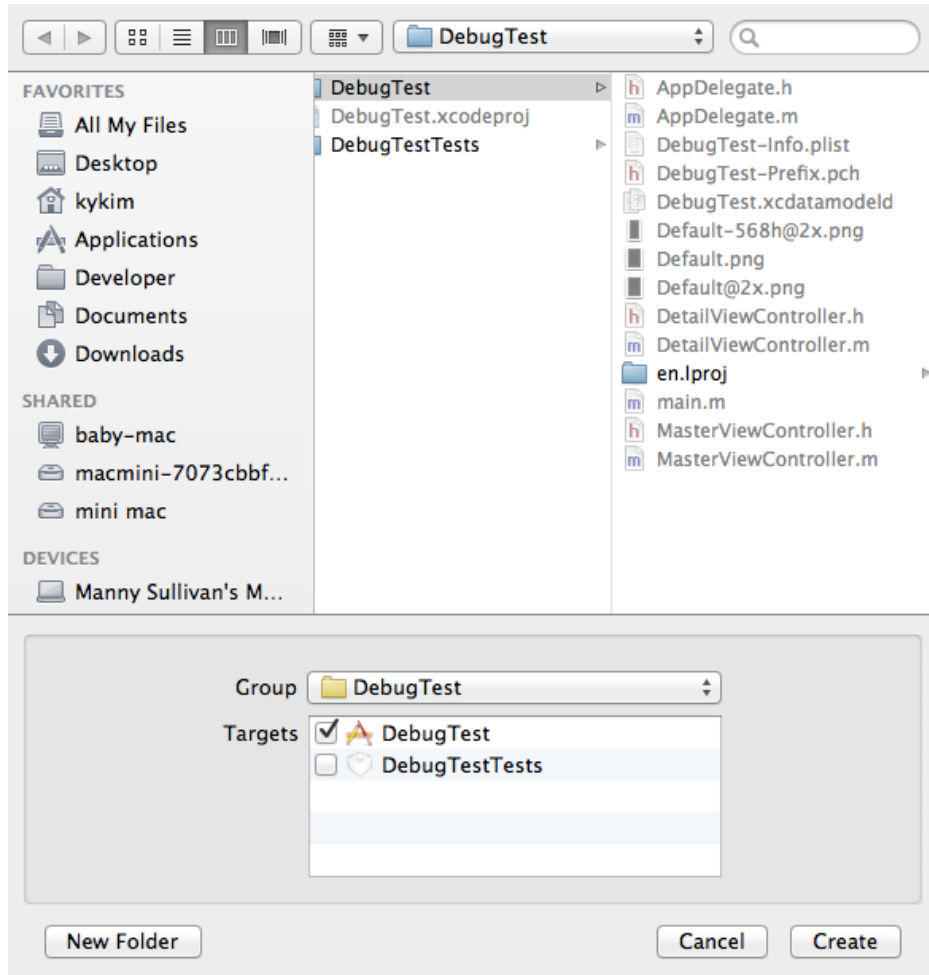 DebugTest
FAVORITES
All My Files
Desktop
kykim
Applications
Developer
Documents
Downloads
SHARED
baby-mac
macmini-7073cbbf...
mini mac
DEVICES
Manny Sullivan's M...
DebugTest
DebugTest.xcodeproj
DebugTestTests
h AppDelegate.h
m AppDelegate.m
DebugTest-Info.plist
h DebugTest-Prefix.pch
DebugTest.xcdatamodeld
Default-568h@2x.png
Default.png
Default@2x.png
h DetailViewController.h
m DetailViewController.m
en.lproj
m main.m
h MasterViewController.h
m MasterViewController.m
Group DebugTest
Targets DebugTest
DebugTestTests
New Folder Cancel Create